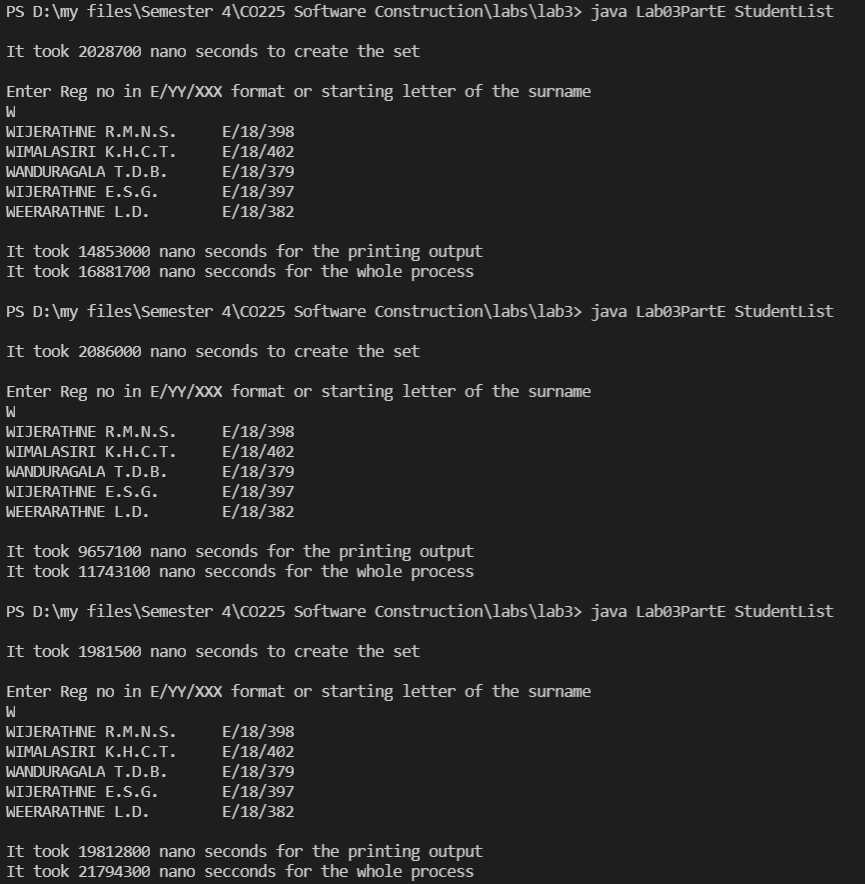 PS D:\my files\Semester 4\CO225 Software Construction\labs\lab3> java Lab03PartE StudentList
It took 2028700 nano seconds to create the set
Enter Reg no in E/YY/XXX format or starting letter of the surname
W
WIJERATHNE R.M.N.S.     E/18/398
WIMALASIRI K.H.C.T.     E/18/402
WANDURAGALA T.D.B.      E/18/379
WIJERATHNE E.S.G.       E/18/397
WEERARATHNE L.D.        E/18/382
It took 14853000 nano seconds for the printing output
It took 16881700 nano secconds for the whole process
PS D:\my files\Semester 4\CO225 Software Construction\labs\lab3> java Lab03PartE StudentList
It took 2086000 nano seconds to create the set
Enter Reg no in E/YY/XXX format or starting letter of the surname
W
WIJERATHNE R.M.N.S.     E/18/398
WIMALASIRI K.H.C.T.     E/18/402
WANDURAGALA T.D.B.      E/18/379
WIJERATHNE E.S.G.       E/18/397
WEERARATHNE L.D.        E/18/382
It took 9657100 nano seconds for the printing output
It took 11743100 nano secconds for the whole process
PS D:\my files\Semester 4\CO225 Software Construction\labs\lab3> java Lab03PartE StudentList
It took 1981500 nano seconds to create the set
Enter Reg no in E/YY/XXX format or starting letter of the surname
W
WIJERATHNE R.M.N.S.     E/18/398
WIMALASIRI K.H.C.T.     E/18/402
WANDURAGALA T.D.B.      E/18/379
WIJERATHNE E.S.G.       E/18/397
WEERARATHNE L.D.        E/18/382
It took 19812800 nano seconds for the printing output
It took 21794300 nano secconds for the whole process